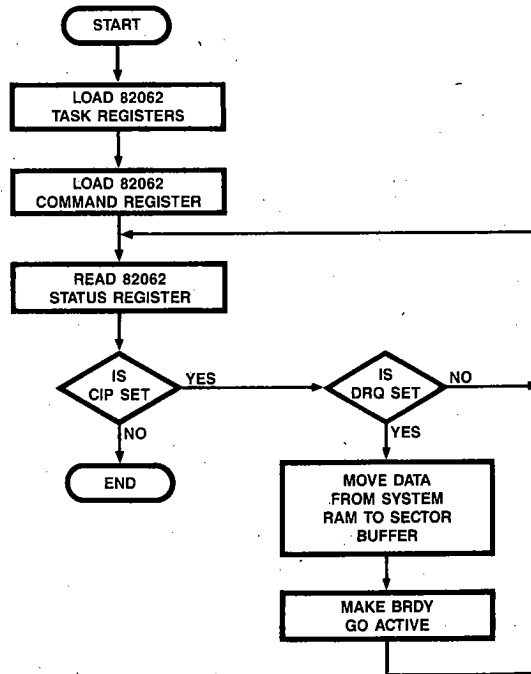 START
LOAD 82062
TASK REGISTERS
LOAD 82062
COMMAND REGISTER
READ 82062
STATUS REGISTER
IS
CIP SET
YES
NO
END
IS
DRQ SET
NO
YES
MOVE DATA
FROM SYSTEM
RAM TO SECTOR
BUFFER
MAKE BRDY
GO ACTIVE